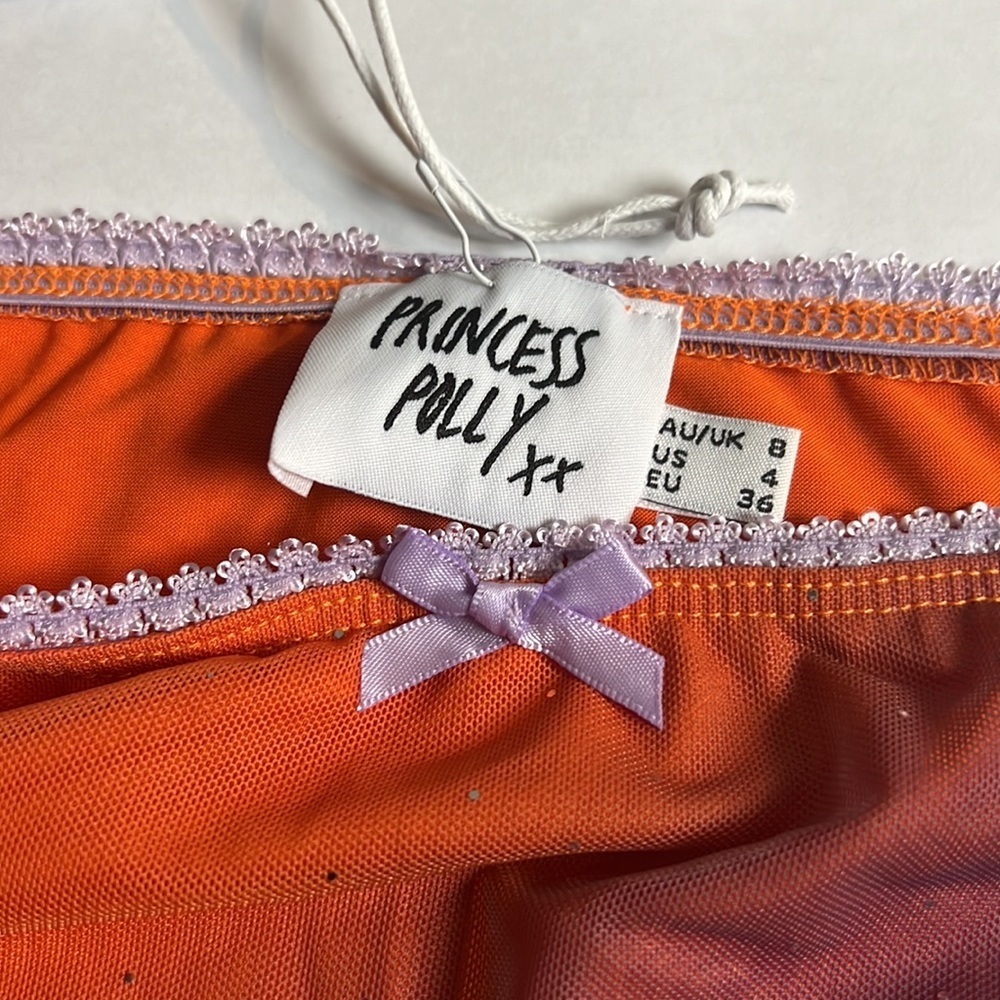 PRINCESS
POLLY
xx
AU/UK 8
US 4
EU 36